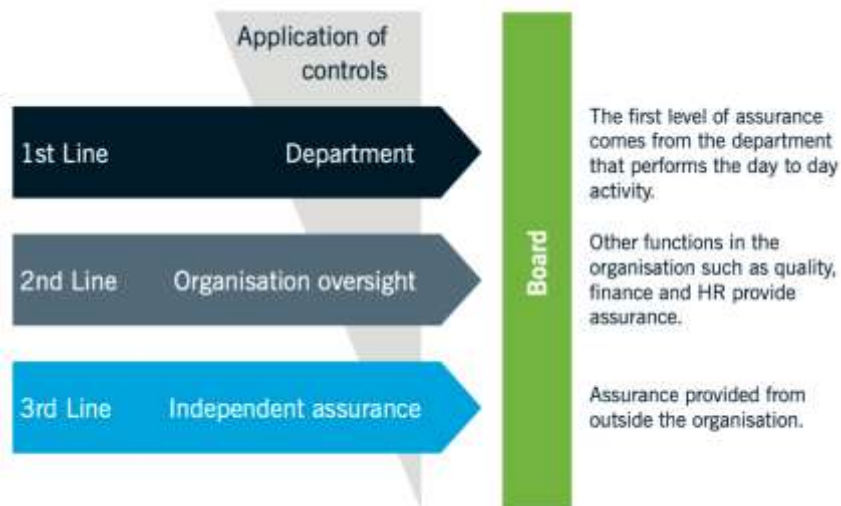 Application of
controls
1st Line Department
The first level of assurance
comes from the department
that performs the day to day
activity.
2nd Line Organisation oversight
Board
Other functions in the
organisation such as quality,
finance and HR provide
assurance.
3rd Line Independent assurance
Assurance provided from
outside the organisation.